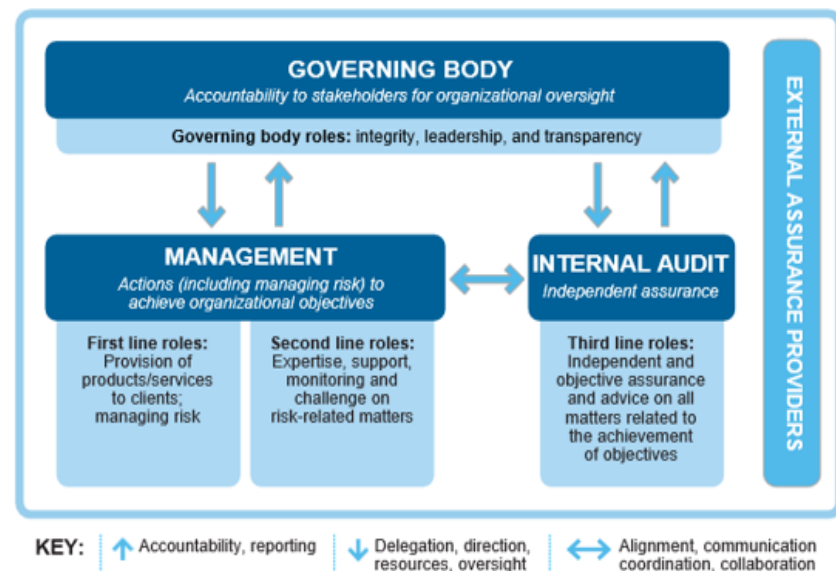 GOVERNING BODY
Accountability to stakeholders for organizational oversight
Governing body roles: integrity, leadership, and transparency
MANAGEMENT
Actions (including managing risk) to
achieve organizational objectives
First line roles:
Provision of
products/services
to clients;
managing risk
Second line roles:
Expertise, support,
monitoring and
challenge on
risk-related matters
INTERNAL AUDIT
Independent assurance
Third line roles:
Independent and
objective assurance
and advice on all
matters related to
the achievement
of objectives
EXTERNAL ASSURANCE PROVIDERS
KEY:
Accountability, reporting
Delegation, direction,
resources, oversight
Alignment, communication
coordination, collaboration